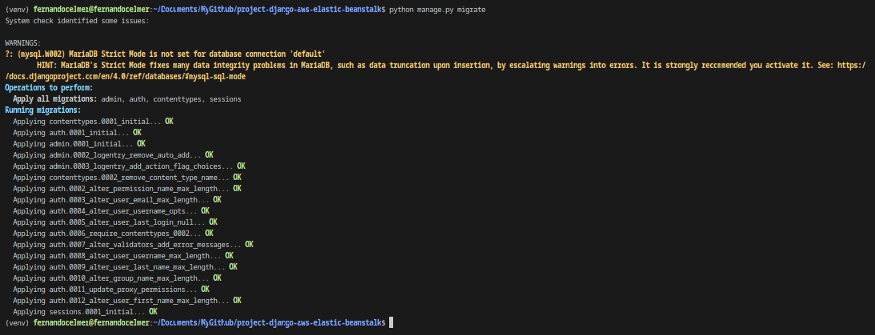 (venv) fernandocelmer@fernandocelmer:~/Documents/MyGithub/project-django-aws-elastic-beanstalk$ python manage.py migrate
System check identified some issues:
WARNINGS:
?: (mysql.W002) MariaDB Strict Mode is not set for database connection 'default'
HINT: MariaDB's Strict Mode fixes many data integrity problems in MariaDB, such as data truncation upon insertion, by escalating warnings into errors. It is strongly recommended you activate it. See: https:/
/docs.djangoproject.com/en/4.0/ref/databases/#mysql-sql-mode
Operations to perform:
Apply all migrations: admin, auth, contenttypes, sessions
Running migrations:
Applying contenttypes.0001_initial... OK
Applying auth.0001_initial... OK
Applying admin.0001_initial... OK
Applying admin.0002_logentry_remove_auto_add... OK
Applying admin.0003_logentry_add_action_flag_choices... OK
Applying contenttypes.0002_remove_content_type_name... OK
Applying auth.0002_alter_permission_name_max_length... OK
Applying auth.0003_alter_user_email_max_length... OK
Applying auth.0004_alter_user_username_opts... OK
Applying auth.0005_alter_user_last_login_null... OK
Applying auth.0006_require_contenttypes_0002... OK
Applying auth.0007_alter_validators_add_error_messages... OK
Applying auth.0008_alter_user_username_max_length... OK
Applying auth.0009_alter_user_last_name_max_length... OK
Applying auth.0010_alter_group_name_max_length... OK
Applying auth.0011_update_proxy_permissions... OK
Applying auth.0012_alter_user_first_name_max_length... OK
Applying sessions.0001_initial... OK
(venv) fernandocelmer@fernandocelmer:~/Documents/MyGithub/project-django-aws-elastic-beanstalk$